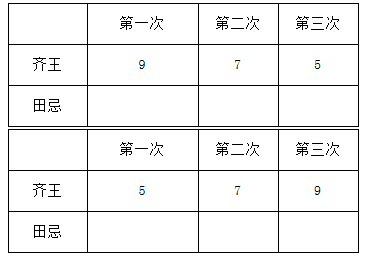 第一次 第二次 第三次
齐王 9 7 5
田忌
第一次 第二次 第三次
齐王 5 7 9
田忌